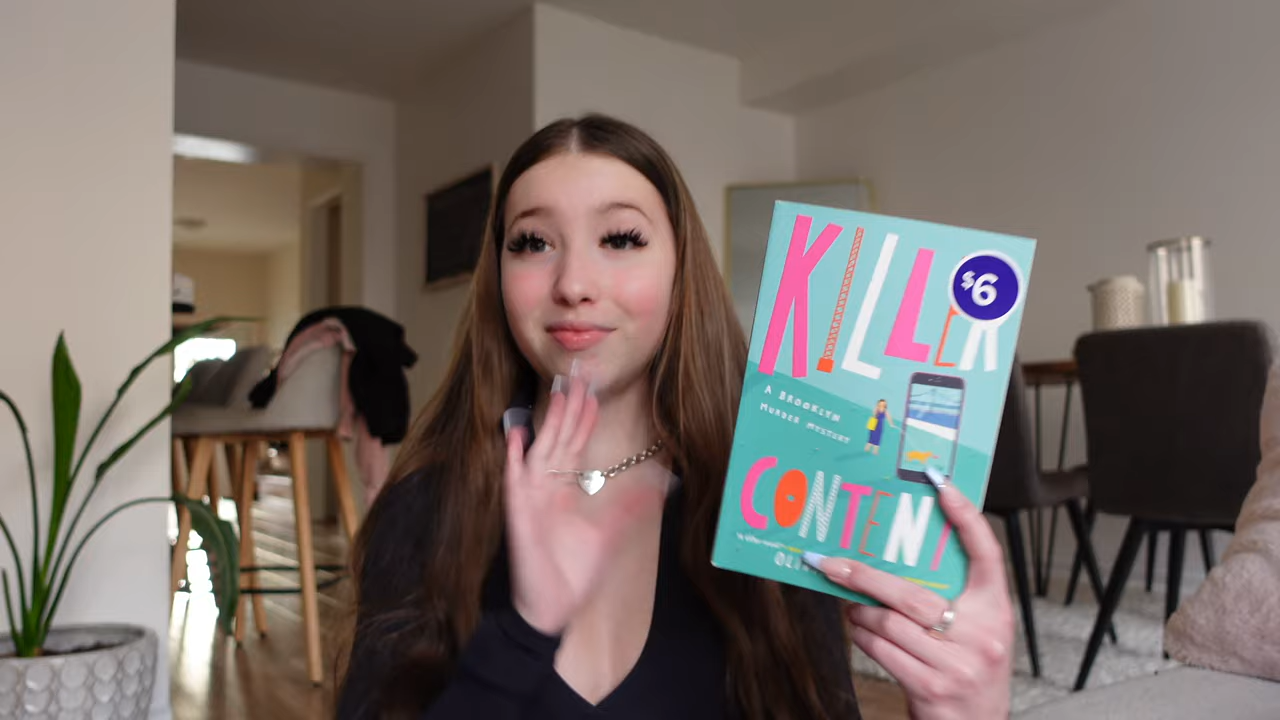 KILLER
$6
A BROOKLYN
MURDER MYSTERY
CONTENT